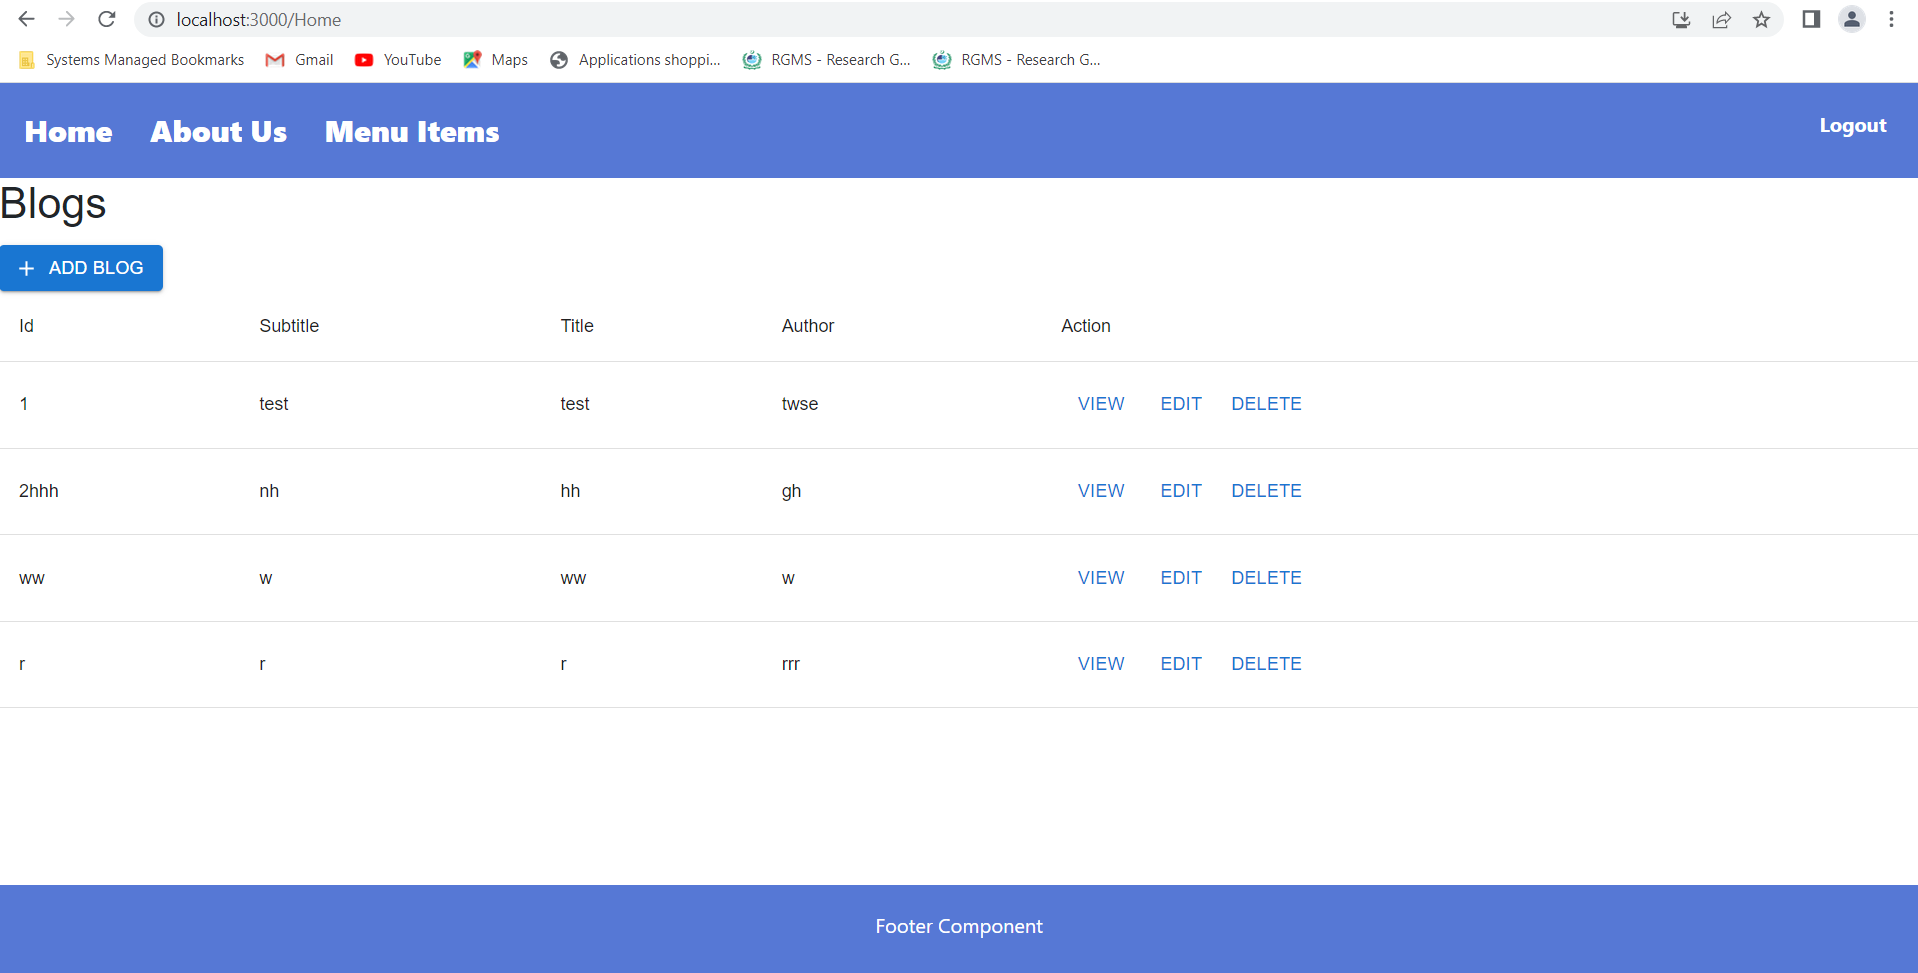 localhost:3000/Home
Systems Managed Bookmarks Gmail YouTube Maps Applications shoppi... RGMS - Research G... RGMS - Research G...
Home About Us Menu Items Logout
Blogs
+ ADD BLOG
Id Subtitle Title Author Action
1 test test twse VIEW EDIT DELETE
2hhh nh hh gh VIEW EDIT DELETE
ww w ww w VIEW EDIT DELETE
r r r rrr VIEW EDIT DELETE
Footer Component